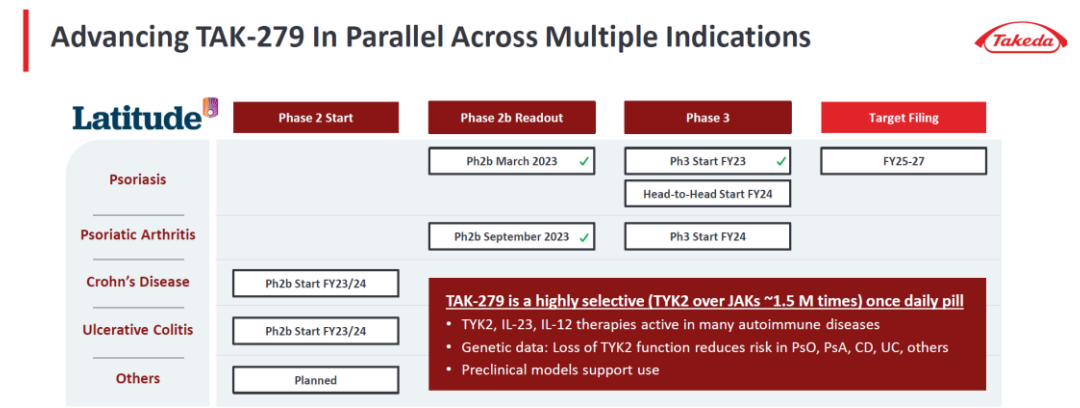 Advancing TAK-279 In Parallel Across Multiple Indications
Takeda
Latitude
Phase 2 Start
Phase 2b Readout
Phase 3
Target Filing
Psoriasis
Ph2b March 2023 ✓
Ph3 Start FY23 ✓
FY25-27
Head-to-Head Start FY24
Psoriatic Arthritis
Ph2b September 2023 ✓
Ph3 Start FY24
Crohn’s Disease
Ph2b Start FY23/24
Ulcerative Colitis
Ph2b Start FY23/24
Others
Planned
TAK-279 is a highly selective (TYK2 over JAKs ~1.5 M times) once daily pill
• TYK2, IL-23, IL-12 therapies active in many autoimmune diseases
• Genetic data: Loss of TYK2 function reduces risk in PsO, PsA, CD, UC, others
• Preclinical models support use